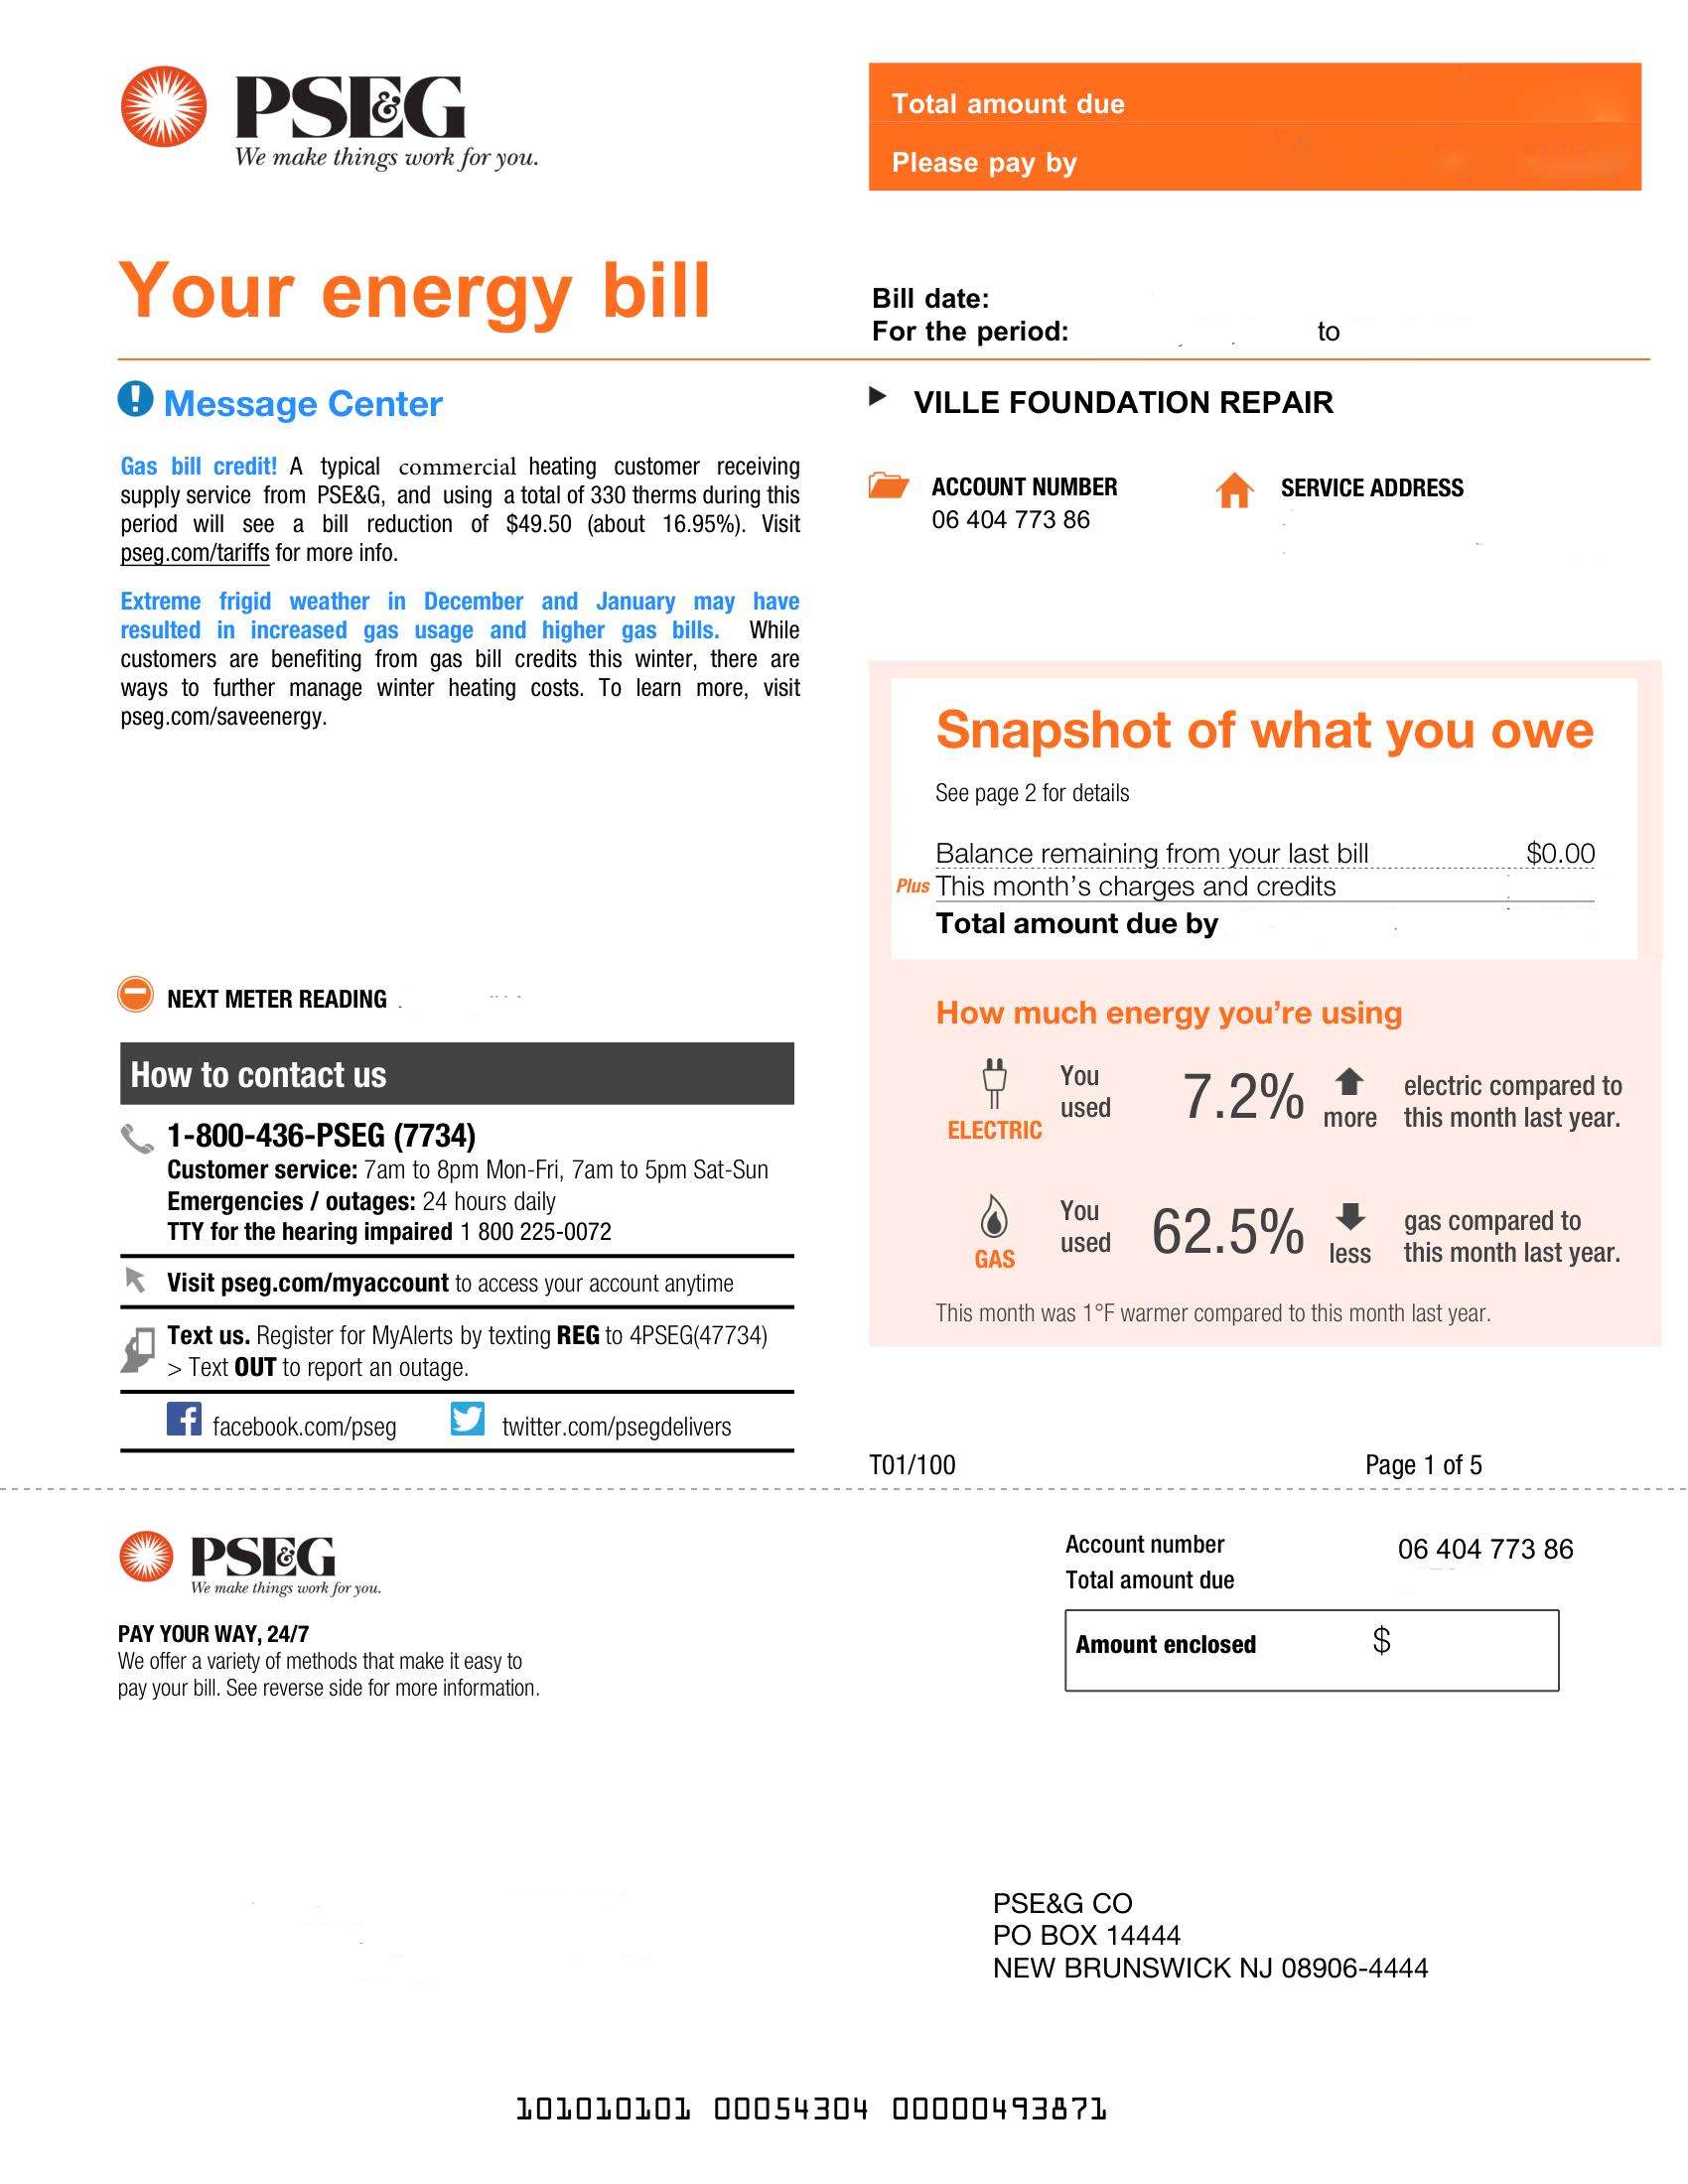 PSE&G
We make things work for you.
Total amount due
Please pay by
Your energy bill
Bill date:
For the period: to
Message Center
Gas bill credit! A typical commercial heating customer receiving
supply service from PSE&G, and using a total of 330 therms during this
period will see a bill reduction of $49.50 (about 16.95%). Visit
pseg.com/tariffs for more info.
Extreme frigid weather in December and January may have
resulted in increased gas usage and higher gas bills. While
customers are benefiting from gas bill credits this winter, there are
ways to further manage winter heating costs. To learn more, visit
pseg.com/saveenergy.
NEXT METER READING
How to contact us
1-800-436-PSEG (7734)
Customer service: 7am to 8pm Mon-Fri, 7am to 5pm Sat-Sun
Emergencies / outages: 24 hours daily
TTY for the hearing impaired 1 800 225-0072
Visit pseg.com/myaccount to access your account anytime
Text us. Register for MyAlerts by texting REG to 4PSEG(47734)
> Text OUT to report an outage.
facebook.com/pseg twitter.com/psegdelivers
VILLE FOUNDATION REPAIR
ACCOUNT NUMBER
06 404 773 86
SERVICE ADDRESS
Snapshot of what you owe
See page 2 for details
Balance remaining from your last bill $0.00
Plus This month's charges and credits
Total amount due by
How much energy you're using
ELECTRIC
You
used
7.2%
more
electric compared to
this month last year.
GAS
You
used
62.5%
less
gas compared to
this month last year.
This month was 1°F warmer compared to this month last year.
T01/100 Page 1 of 5
PSE&G
We make things work for you.
PAY YOUR WAY, 24/7
We offer a variety of methods that make it easy to
pay your bill. See reverse side for more information.
Account number 06 404 773 86
Total amount due
Amount enclosed $
PSE&G CO
PO BOX 14444
NEW BRUNSWICK NJ 08906-4444
101010101 00054304 00000493871